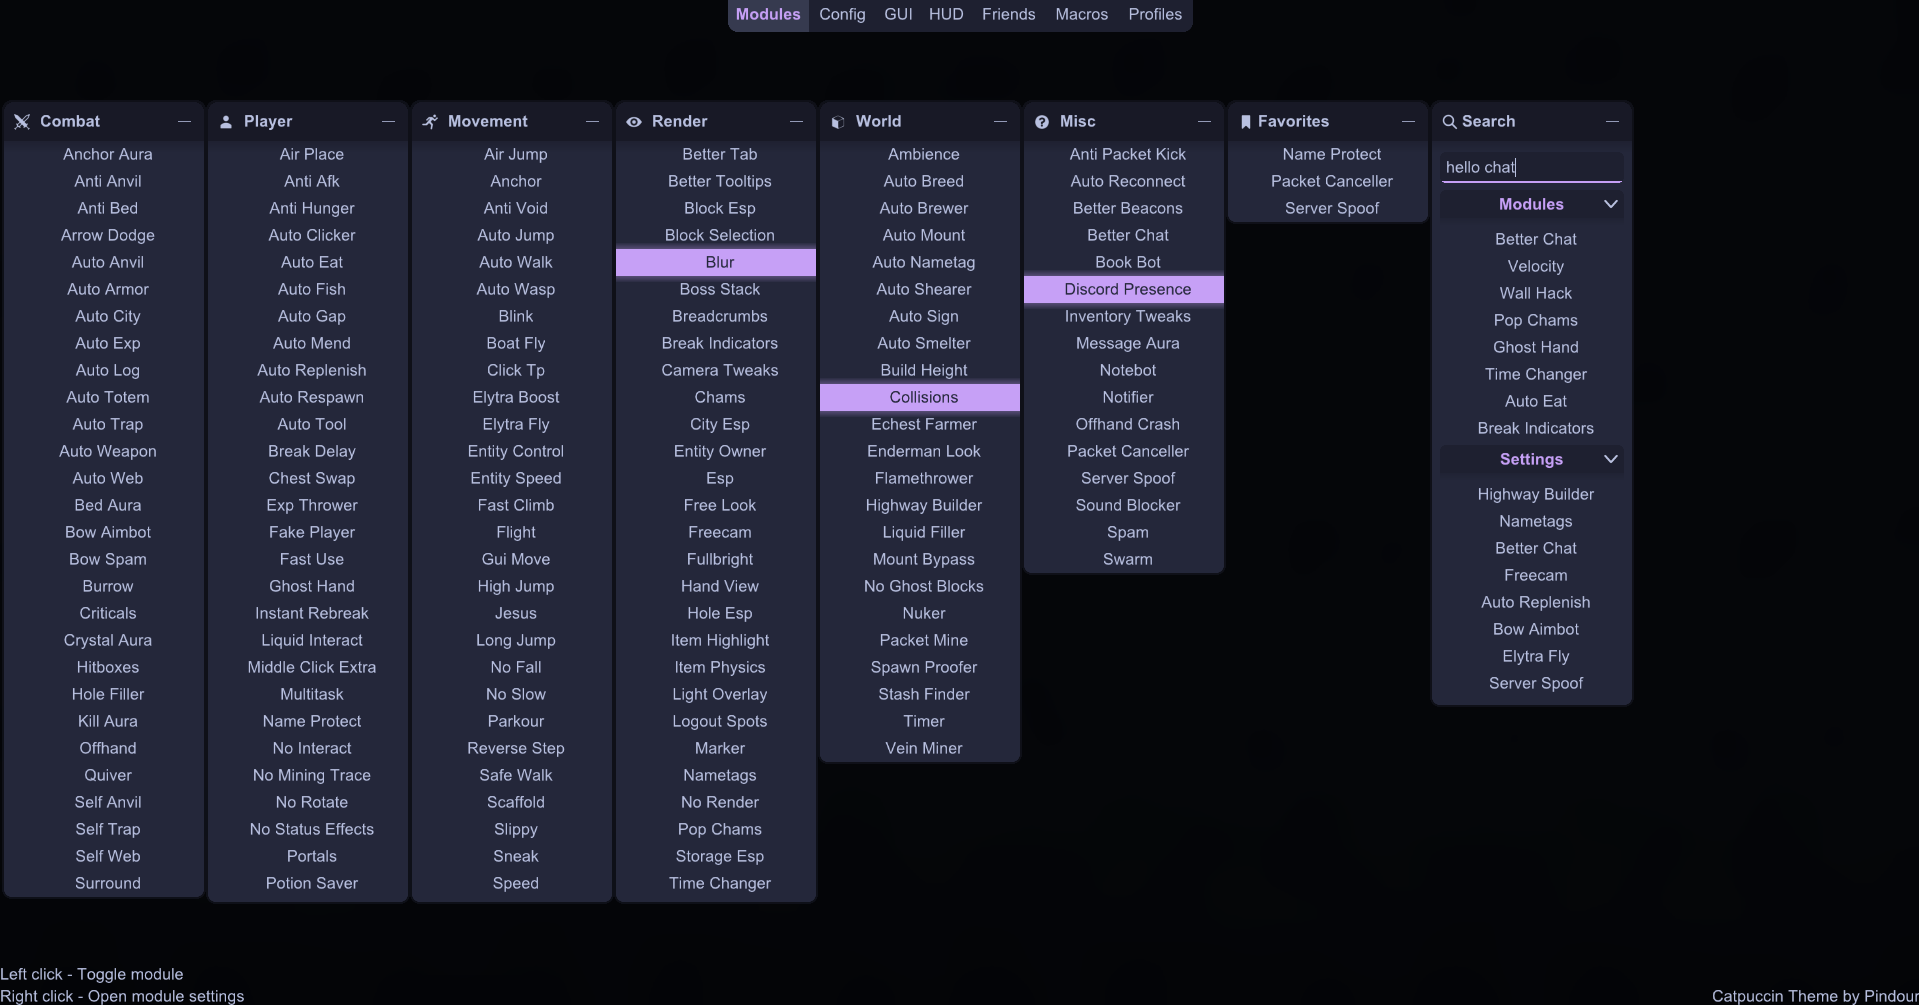 Modules Config GUI HUD Friends Macros Profiles
Combat
Anchor Aura
Anti Anvil
Anti Bed
Arrow Dodge
Auto Anvil
Auto Armor
Auto City
Auto Exp
Auto Log
Auto Totem
Auto Trap
Auto Weapon
Auto Web
Bed Aura
Bow Aimbot
Bow Spam
Burrow
Criticals
Crystal Aura
Hitboxes
Hole Filler
Kill Aura
Offhand
Quiver
Self Anvil
Self Trap
Self Web
Surround
Player
Air Place
Anti Afk
Anti Hunger
Auto Clicker
Auto Eat
Auto Fish
Auto Gap
Auto Mend
Auto Replenish
Auto Respawn
Auto Tool
Break Delay
Chest Swap
Exp Thrower
Fake Player
Fast Use
Ghost Hand
Instant Rebreak
Liquid Interact
Middle Click Extra
Multitask
Name Protect
No Interact
No Mining Trace
No Rotate
No Status Effects
Portals
Potion Saver
Movement
Air Jump
Anchor
Anti Void
Auto Jump
Auto Walk
Auto Wasp
Blink
Boat Fly
Click Tp
Elytra Boost
Elytra Fly
Entity Control
Entity Speed
Fast Climb
Flight
Gui Move
High Jump
Jesus
Long Jump
No Fall
No Slow
Parkour
Reverse Step
Safe Walk
Scaffold
Slippy
Sneak
Speed
Render
Better Tab
Better Tooltips
Block Esp
Block Selection
Blur
Boss Stack
Breadcrumbs
Break Indicators
Camera Tweaks
Chams
City Esp
Entity Owner
Esp
Free Look
Freecam
Fullbright
Hand View
Hole Esp
Item Highlight
Item Physics
Light Overlay
Logout Spots
Marker
Nametags
No Render
Pop Chams
Storage Esp
Time Changer
World
Ambience
Auto Breed
Auto Brewer
Auto Mount
Auto Nametag
Auto Shearer
Auto Sign
Auto Smelter
Build Height
Collisions
Echest Farmer
Enderman Look
Flamethrower
Highway Builder
Liquid Filler
Mount Bypass
No Ghost Blocks
Nuker
Packet Mine
Spawn Proofer
Stash Finder
Timer
Vein Miner
Misc
Anti Packet Kick
Auto Reconnect
Better Beacons
Better Chat
Book Bot
Discord Presence
Inventory Tweaks
Message Aura
Notebot
Notifier
Offhand Crash
Packet Canceller
Server Spoof
Sound Blocker
Spam
Swarm
Favorites
Name Protect
Packet Canceller
Server Spoof
Search
hello chat
Modules
Better Chat
Velocity
Wall Hack
Pop Chams
Ghost Hand
Time Changer
Auto Eat
Break Indicators
Settings
Highway Builder
Nametags
Better Chat
Freecam
Auto Replenish
Bow Aimbot
Elytra Fly
Server Spoof
Left click - Toggle module
Right click - Open module settings
Catpuccin Theme by Pindour